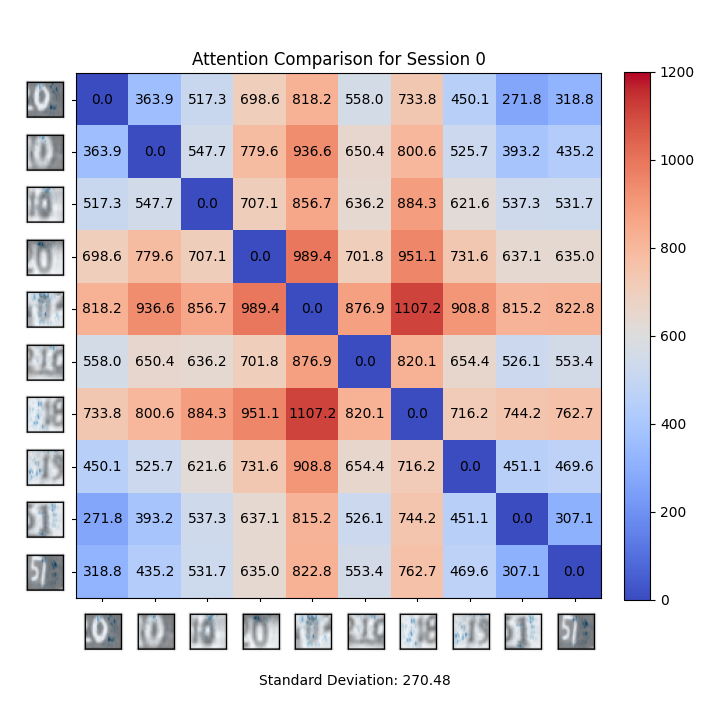 Attention Comparison for Session 0
0.0 363.9 517.3 698.6 818.2 558.0 733.8 450.1 271.8 318.8
363.9 0.0 547.7 779.6 936.6 650.4 800.6 525.7 393.2 435.2
517.3 547.7 0.0 707.1 856.7 636.2 884.3 621.6 537.3 531.7
698.6 779.6 707.1 0.0 989.4 701.8 951.1 731.6 637.1 635.0
818.2 936.6 856.7 989.4 0.0 876.9 1107.2 908.8 815.2 822.8
558.0 650.4 636.2 701.8 876.9 0.0 820.1 654.4 526.1 553.4
733.8 800.6 884.3 951.1 1107.2 820.1 0.0 716.2 744.2 762.7
450.1 525.7 621.6 731.6 908.8 654.4 716.2 0.0 451.1 469.6
271.8 393.2 537.3 637.1 815.2 526.1 744.2 451.1 0.0 307.1
318.8 435.2 531.7 635.0 822.8 553.4 762.7 469.6 307.1 0.0
1200
1000
800
600
400
200
0
Standard Deviation: 270.48